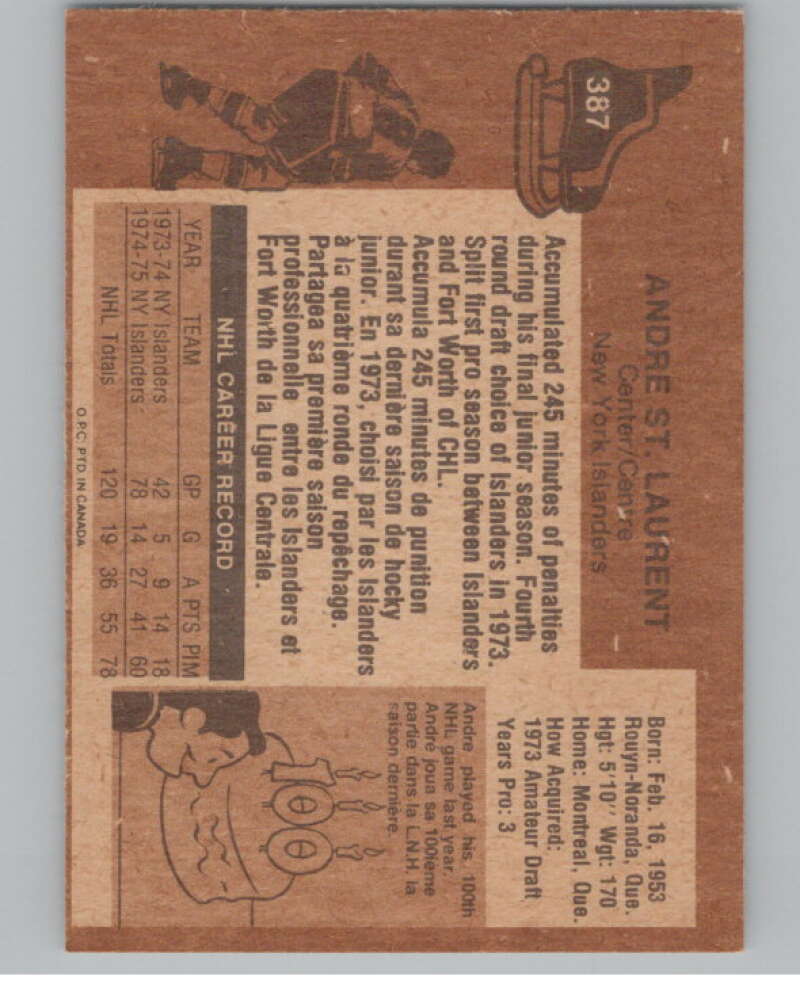 387
ANDRE ST. LAURENT
Center/Centre
New York Islanders
Born: Feb. 16, 1953
Rouyn-Noranda, Que.
Hgt: 5'10'' Wgt: 170
Home: Montreal, Que.
How Acquired:
1973 Amateur Draft
Years Pro: 3
Accumulated 245 minutes of penalties
during his final junior season. Fourth
round draft choice of Islanders in 1973.
Split first pro season between Islanders
and Fort Worth of CHL.
Accumula 245 minutes de punition
durant sa dernière saison de hocky
junior. En 1973, choisi par les Islanders
à la quatrième ronde du repêchage.
Partagea sa première saison
professionnelle entre les Islanders et
Fort Worth de la Ligue Centrale.
NHL CAREER RECORD
YEAR TEAM GP G A PTS PIM
1973-74 NY Islanders 42 5 9 14 18
1974-75 NY Islanders 78 14 27 41 60
NHL Totals 120 19 36 55 78
Andre played his 100th
NHL game last year.
André joua sa 100ième
partie dans la L.N.H. la
saison dernière.
100
O.P.C. PTD. IN CANADA